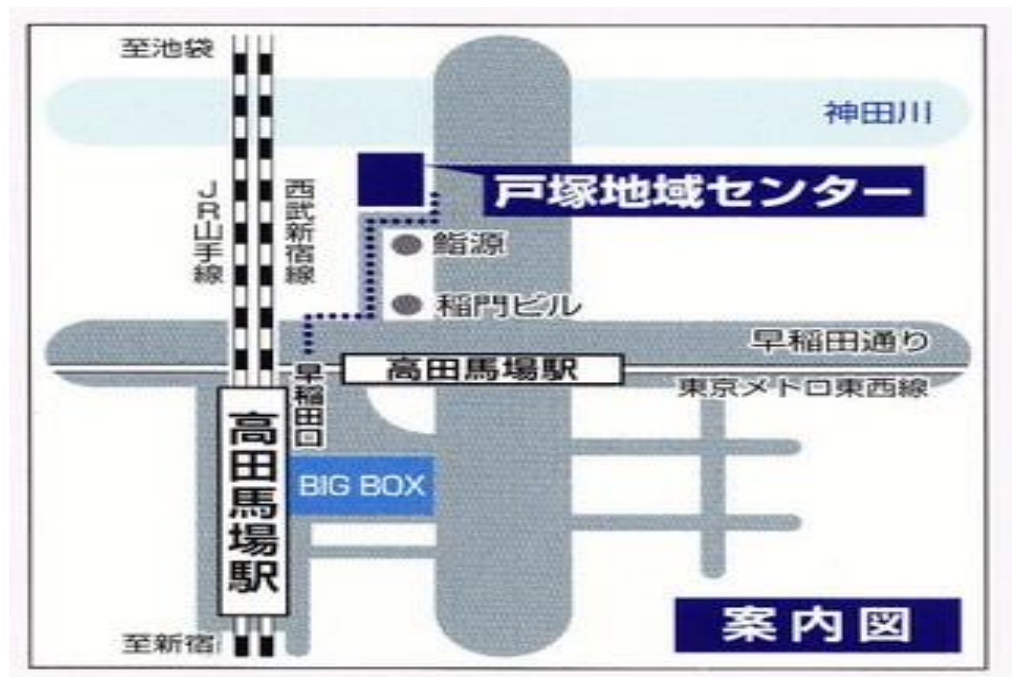 至池袋
神田川
戸塚地域センター
JR山手線
西武新宿線
鮨源
稲門ビル
早稲田通り
高田馬場駅
東京メトロ東西線
早稲田口
高田馬場駅
BIG BOX
案内図
至新宿